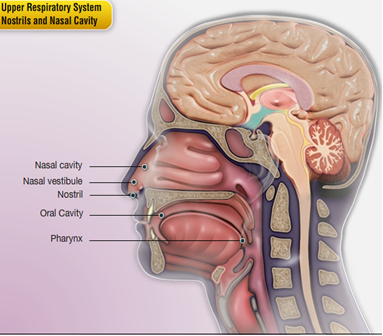 Upper Respiratory System
Nostrils and Nasal Cavity
Nasal cavity
Nasal vestibule
Nostril
Oral Cavity
Pharynx